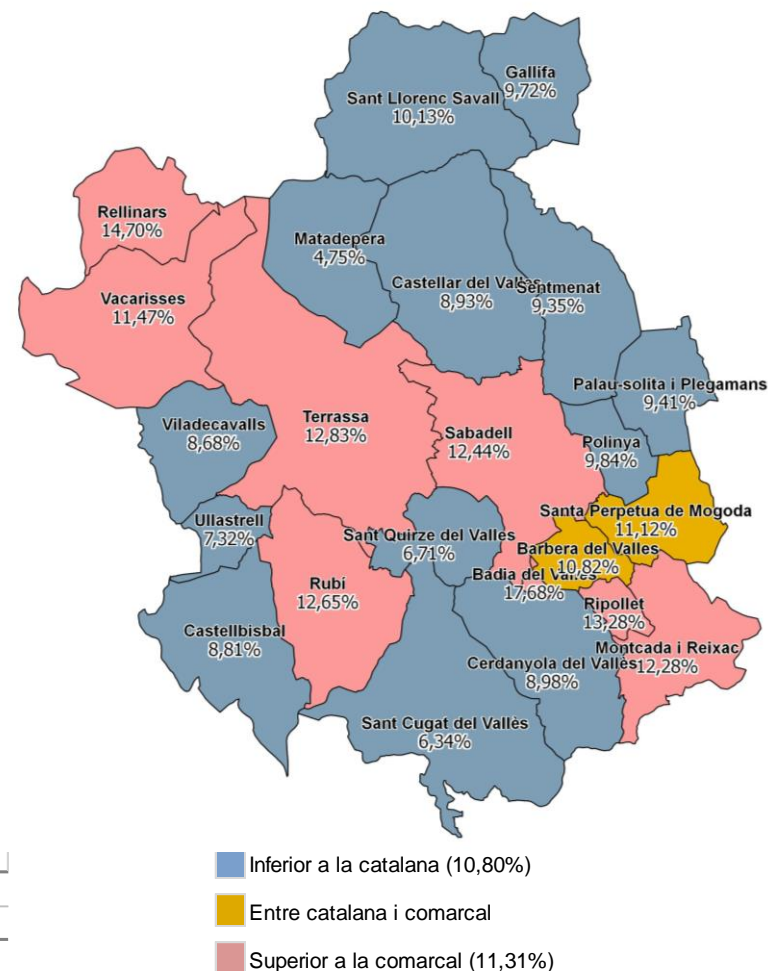 Gallifa
9,72%
Sant Llorenc Savall
10,13%
Rellinars
14,70%
Matadepera
4,75%
Castellar del Vallès
8,93%
Sentmenat
9,35%
Vacarisses
11,47%
Palau-solita i Plegamans
9,41%
Viladecavalls
8,68%
Terrassa
12,83%
Sabadell
12,44%
Polinya
9,84%
Santa Perpetua de Mogoda
11,12%
Ullastrell
7,32%
Sant Quirze del Valles
6,71%
Barbera del Valles
10,82%
Badia del Valles
17,68%
Rubí
12,65%
Ripollet
13,28%
Castellbisbal
8,81%
Montcada i Reixac
12,28%
Cerdanyola del Vallès
8,98%
Sant Cugat del Vallès
6,34%
Inferior a la catalana (10,80%)
Entre catalana i comarcal
Superior a la comarcal (11,31%)